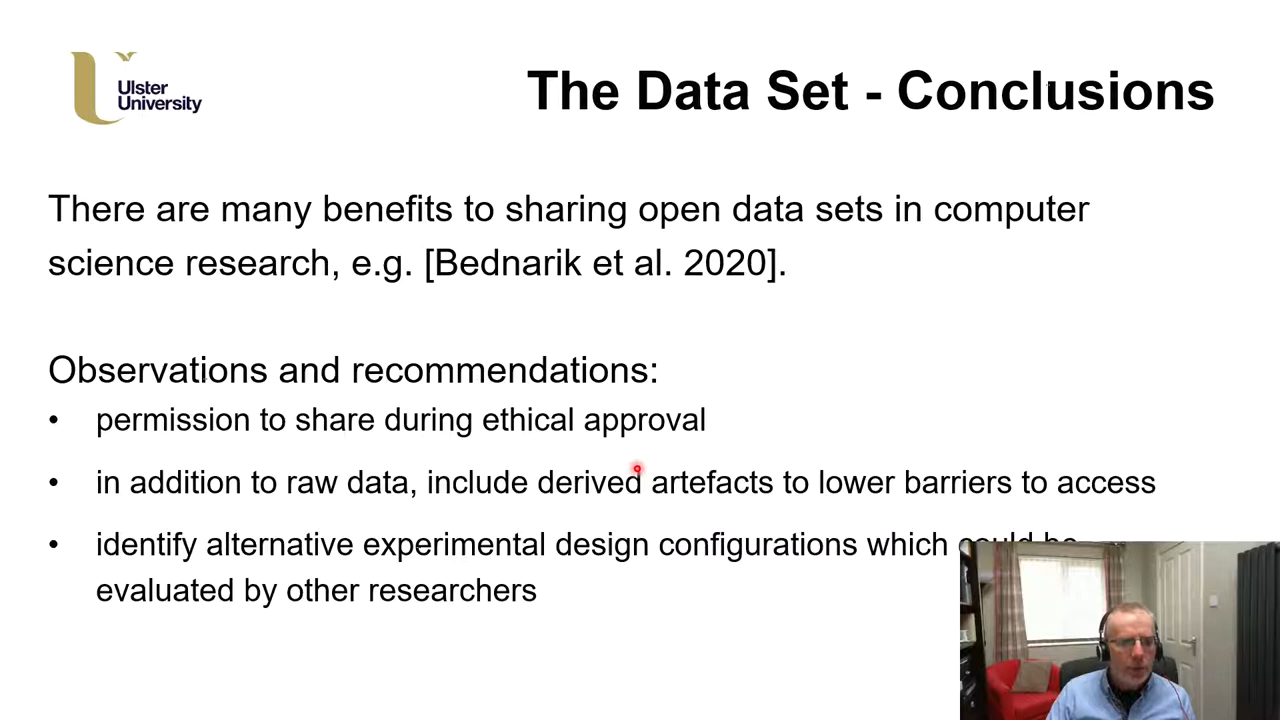 Ulster
University
The Data Set - Conclusions
There are many benefits to sharing open data sets in computer
science research, e.g. [Bednarik et al. 2020].
Observations and recommendations:
• permission to share during ethical approval
• in addition to raw data, include derived artefacts to lower barriers to access
• identify alternative experimental design configurations which could be
evaluated by other researchers